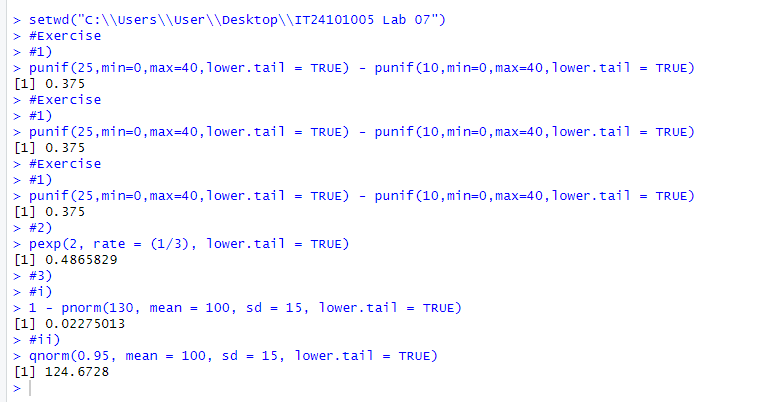 > setwd("C:\\Users\\User\\Desktop\\IT24101005 Lab 07")
> #Exercise
> #1)
> punif(25,min=0,max=40,lower.tail = TRUE) - punif(10,min=0,max=40,lower.tail = TRUE)
[1] 0.375
> #Exercise
> #1)
> punif(25,min=0,max=40,lower.tail = TRUE) - punif(10,min=0,max=40,lower.tail = TRUE)
[1] 0.375
> #Exercise
> #1)
> punif(25,min=0,max=40,lower.tail = TRUE) - punif(10,min=0,max=40,lower.tail = TRUE)
[1] 0.375
> #2)
> pexp(2, rate = (1/3), lower.tail = TRUE)
[1] 0.4865829
> #3)
> #i)
> 1 - pnorm(130, mean = 100, sd = 15, lower.tail = TRUE)
[1] 0.02275013
> #ii)
> qnorm(0.95, mean = 100, sd = 15, lower.tail = TRUE)
[1] 124.6728
>